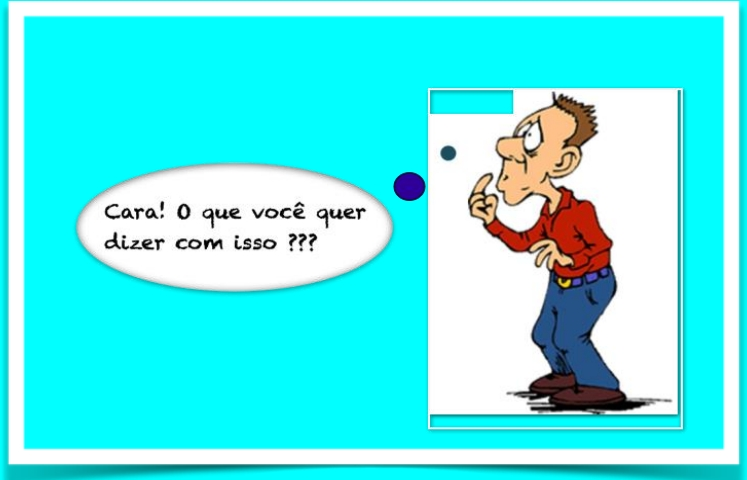 Cara! O que você quer
dizer com isso ???